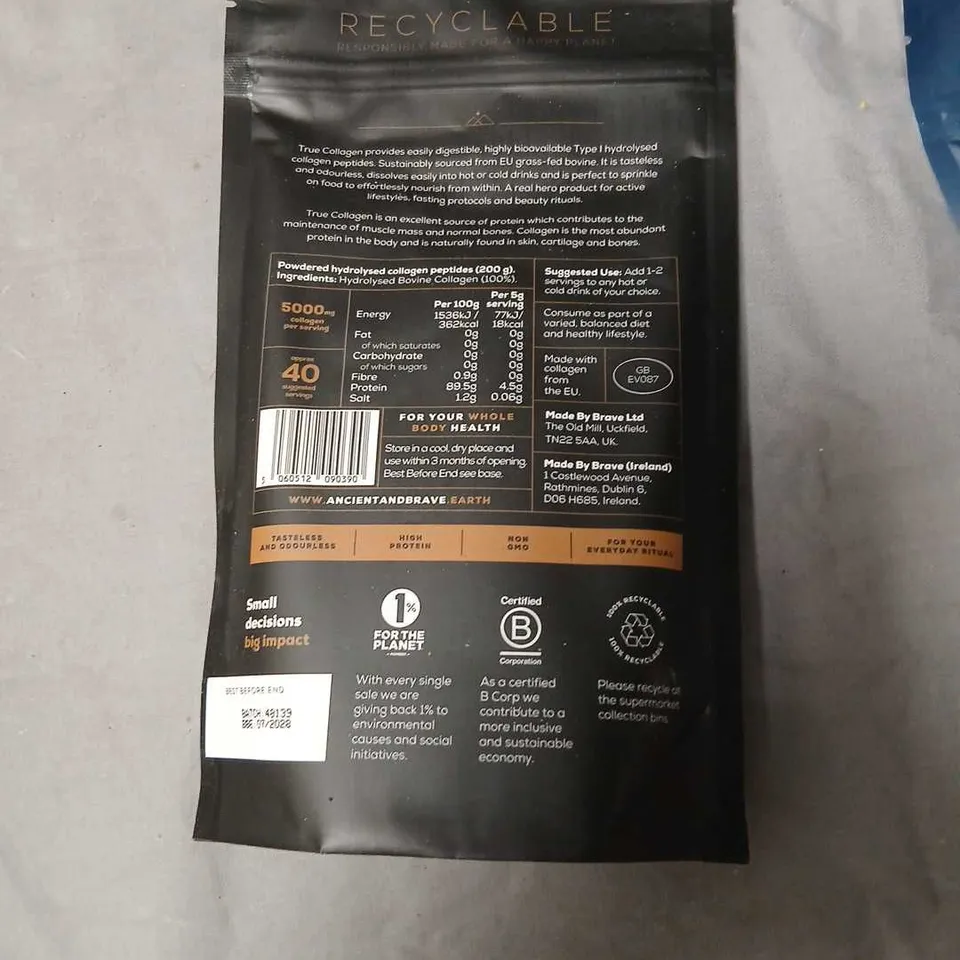 RECYCLABLE
RESPONSIBLY MADE FOR A HAPPY PLANET
True Collagen provides easily digestible, highly bioavailable Type I hydrolysed
collagen peptides. Sustainably sourced from EU grass-fed bovine. It is tasteless
and odourless, dissolves easily into hot or cold drinks and is perfect to sprinkle
on food to effortlessly nourish from within. A real hero product for active
lifestyles, fasting protocols and beauty rituals.
True Collagen is an excellent source of protein which contributes to the
maintenance of muscle mass and normal bones. Collagen is the most abundant
protein in the body and is naturally found in skin, cartilage and bones.
Powdered hydrolysed collagen peptides (200 g).
Ingredients: Hydrolysed Bovine Collagen (100%).
5000mg
collagen
per serving
approx
40
suggested
servings
Per 100g Per 5g serving
Energy 1536kJ / 362kcal 77kJ/ 18kcal
Fat 0g 0g
of which saturates 0g 0g
Carbohydrate 0g 0g
of which sugars 0g 0g
Fibre 0.9g 0g
Protein 89.5g 4.5g
Salt 1.2g 0.06g
Suggested Use: Add 1-2
servings to any hot or
cold drink of your choice.
Consume as part of a
varied, balanced diet
and healthy lifestyle.
Made with
collagen
from
the EU.
GB
EV087
Made By Brave Ltd
The Old Mill, Uckfield,
TN22 5AA, UK.
Made By Brave (Ireland)
1 Castlewood Avenue,
Rathmines, Dublin 6,
D06 H685, Ireland.
5 060512 090390
FOR YOUR WHOLE
BODY HEALTH
Store in a cool, dry place and
use within 3 months of opening.
Best Before End see base.
WWW.ANCIENTANDBRAVE.EARTH
TASTELESS
AND ODOURLESS
HIGH
PROTEIN
NON
GMO
FOR YOUR
EVERYDAY RITUAL
Small
decisions
big impact
1%
FOR THE
PLANET
Certified
B
Corporation
100% RECYCLABLE
100% RECYCLABLE
With every single
sale we are
giving back 1% to
environmental
causes and social
initiatives.
As a certified
B Corp we
contribute to a
more inclusive
and sustainable
economy.
Please recycle at
the supermarket
collection bins
BEST BEFORE END
BATCH:48139
BBE 07/2028